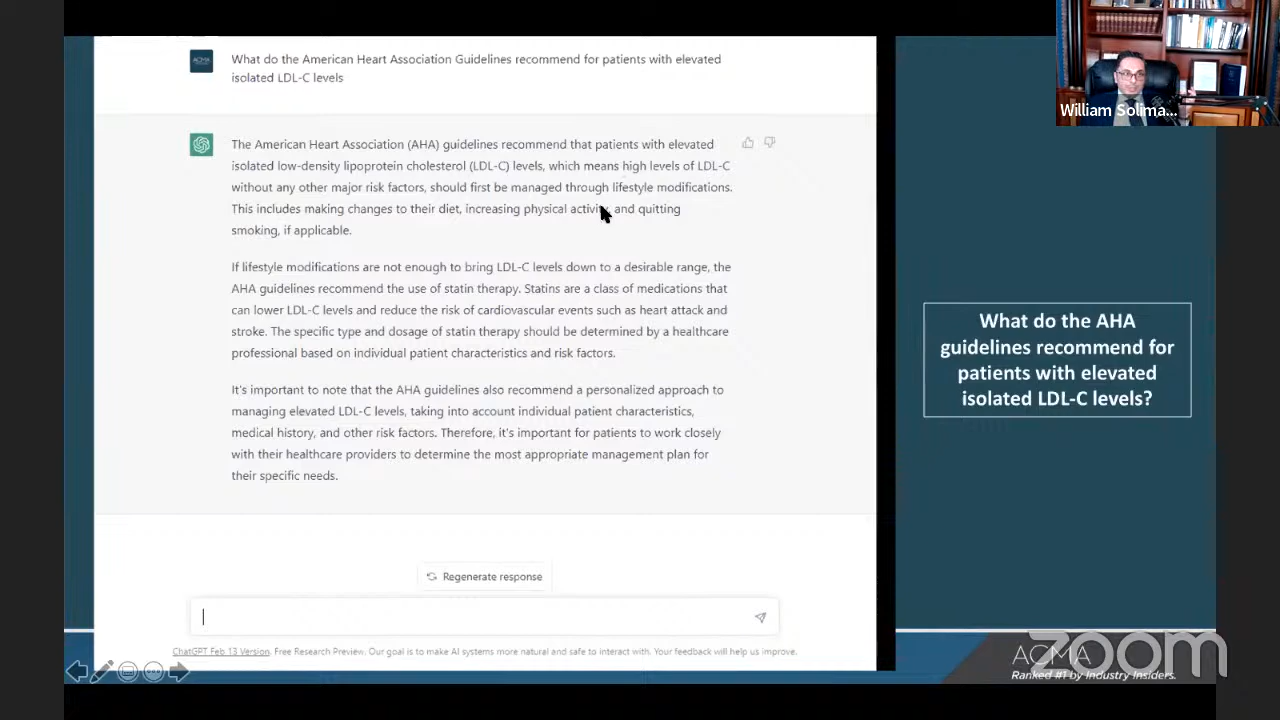 What do the American Heart Association Guidelines recommend for patients with elevated
isolated LDL-C levels
The American Heart Association (AHA) guidelines recommend that patients with elevated
isolated low-density lipoprotein cholesterol (LDL-C) levels, which means high levels of LDL-C
without any other major risk factors, should first be managed through lifestyle modifications.
This includes making changes to their diet, increasing physical activity, and quitting
smoking, if applicable.
If lifestyle modifications are not enough to bring LDL-C levels down to a desirable range, the
AHA guidelines recommend the use of statin therapy. Statins are a class of medications that
can lower LDL-C levels and reduce the risk of cardiovascular events such as heart attack and
stroke. The specific type and dosage of statin therapy should be determined by a healthcare
professional based on individual patient characteristics and risk factors.
It's important to note that the AHA guidelines also recommend a personalized approach to
managing elevated LDL-C levels, taking into account individual patient characteristics,
medical history, and other risk factors. Therefore, it's important for patients to work closely
with their healthcare providers to determine the most appropriate management plan for
their specific needs.
Regenerate response
ChatGPT Feb 13 Version. Free Research Preview. Our goal is to make AI systems more natural and safe to interact with. Your feedback will help us improve.
William Solima...
What do the AHA
guidelines recommend for
patients with elevated
isolated LDL-C levels?
ACMA
Ranked #1 by Industry Insiders.
zoom